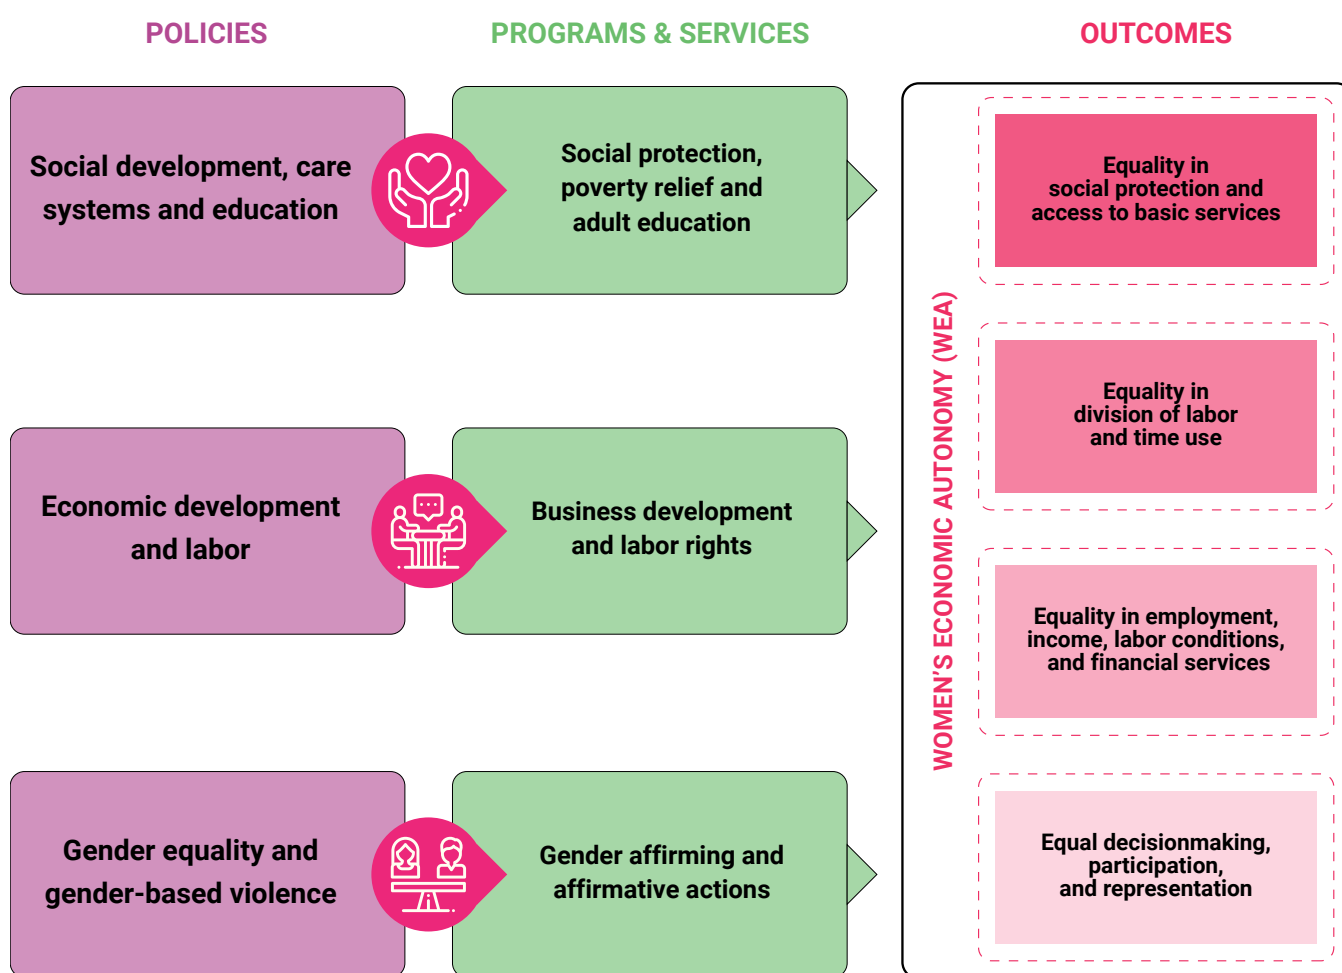 POLICIES
PROGRAMS & SERVICES
OUTCOMES
Social development, care
systems and education
Social protection,
poverty relief and
adult education
Economic development
and labor
Business development
and labor rights
Gender equality and
gender-based violence
Gender affirming and
affirmative actions
WOMEN'S ECONOMIC AUTONOMY (WEA)
Equality in
social protection and
access to basic services
Equality in
division of labor
and time use
Equality in employment,
income, labor conditions,
and financial services
Equal decisionmaking,
participation,
and representation